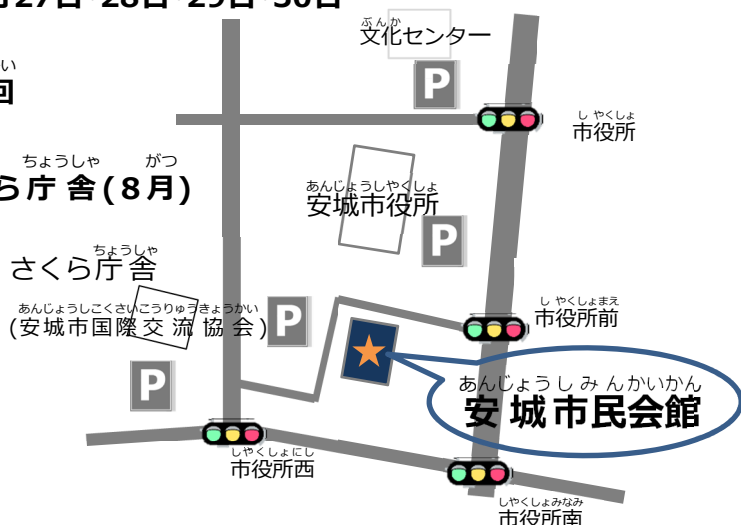 27日・28日・29日・30日
ぶんか
文化センター
い
回
P
しやくしょ
市役所
ちょうしゃ がつ
ら庁舎(8月)
あんじょうしやくしょ
安城市役所
P
ちょうしゃ
さくら庁舎
あんじょうしこくさいこうりゅうきょうかい
(安城市国際交流協会)
P
しやくしょまえ
市役所前
P
あんじょうしみんかいかん
安城市民会館
しやくしょにし
市役所西
しやくしょみなみ
市役所南